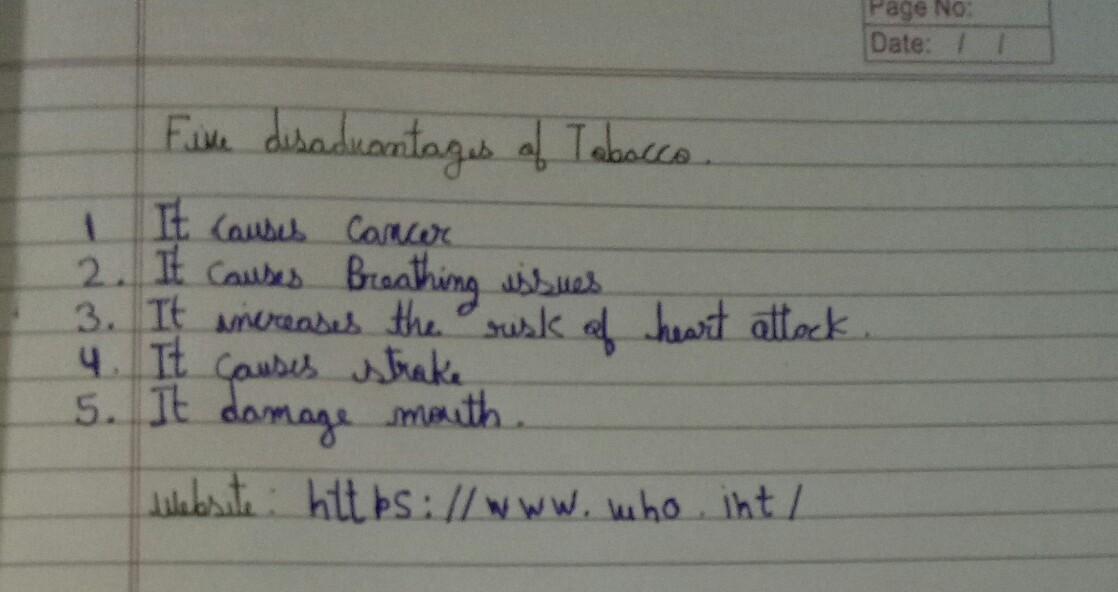 Page No:
Date: / /
Five disadvantages of Tobacco.
1 It causes Cancer
2. It causes Breathing issues
3. It increases the risk of heart attack.
4. It causes stroke
5. It damage mouth.
website: https://www.who.int/